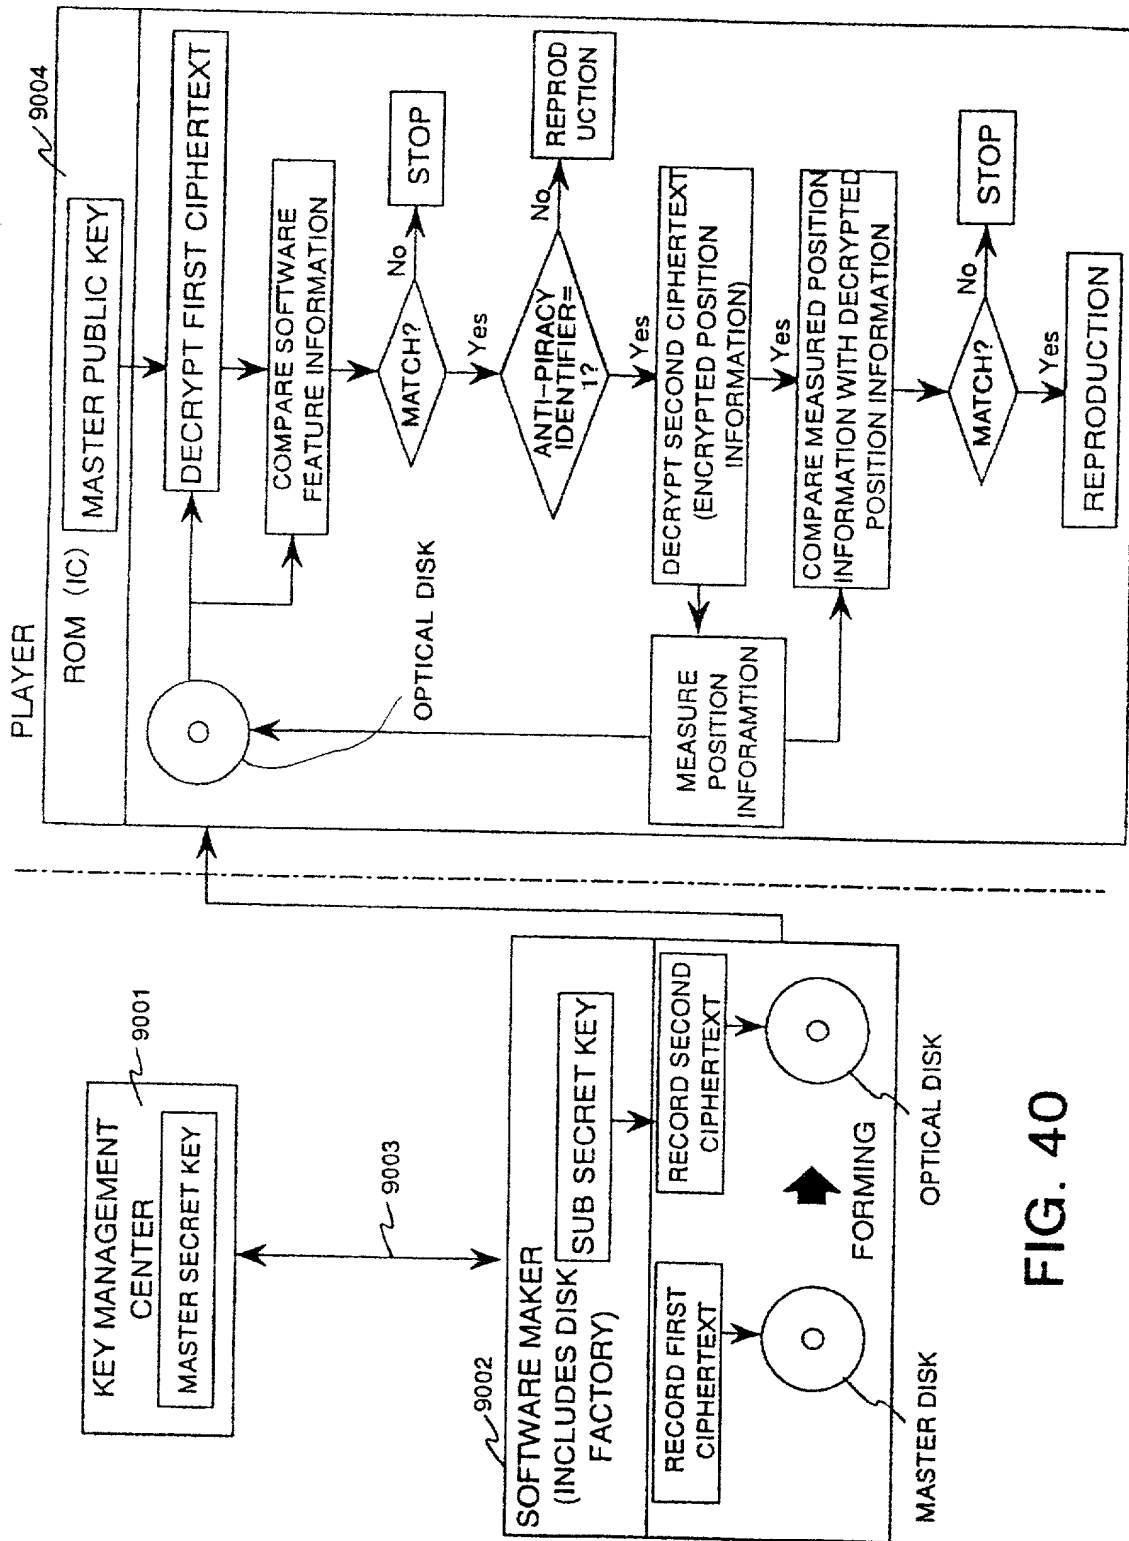 KEY MANAGEMENT
CENTER
MASTER SECRET KEY
9001
9003
9002
SOFTWARE MAKER
(INCLUDES DISK
FACTORY)
SUB SECRET KEY
RECORD FIRST
CIPHERTEXT
RECORD SECOND
CIPHERTEXT
FORMING
MASTER DISK
OPTICAL DISK
PLAYER
9004
ROM (IC)
MASTER PUBLIC KEY
DECRYPT FIRST CIPHERTEXT
COMPARE SOFTWARE
FEATURE INFORMATION
OPTICAL DISK
MATCH?
No
STOP
Yes
ANTI-PIRACY
IDENTIFIER=
1?
No
REPROD
UCTION
Yes
DECRYPT SECOND CIPHERTEXT
(ENCRYPTED POSITION
INFORMATION)
MEASURE
POSITION
INFORAMTION
Yes
COMPARE MEASURED POSITION
INFORMATION WITH DECRYPTED
POSITION INFORMATION
MATCH?
No
STOP
Yes
REPRODUCTION
FIG. 40